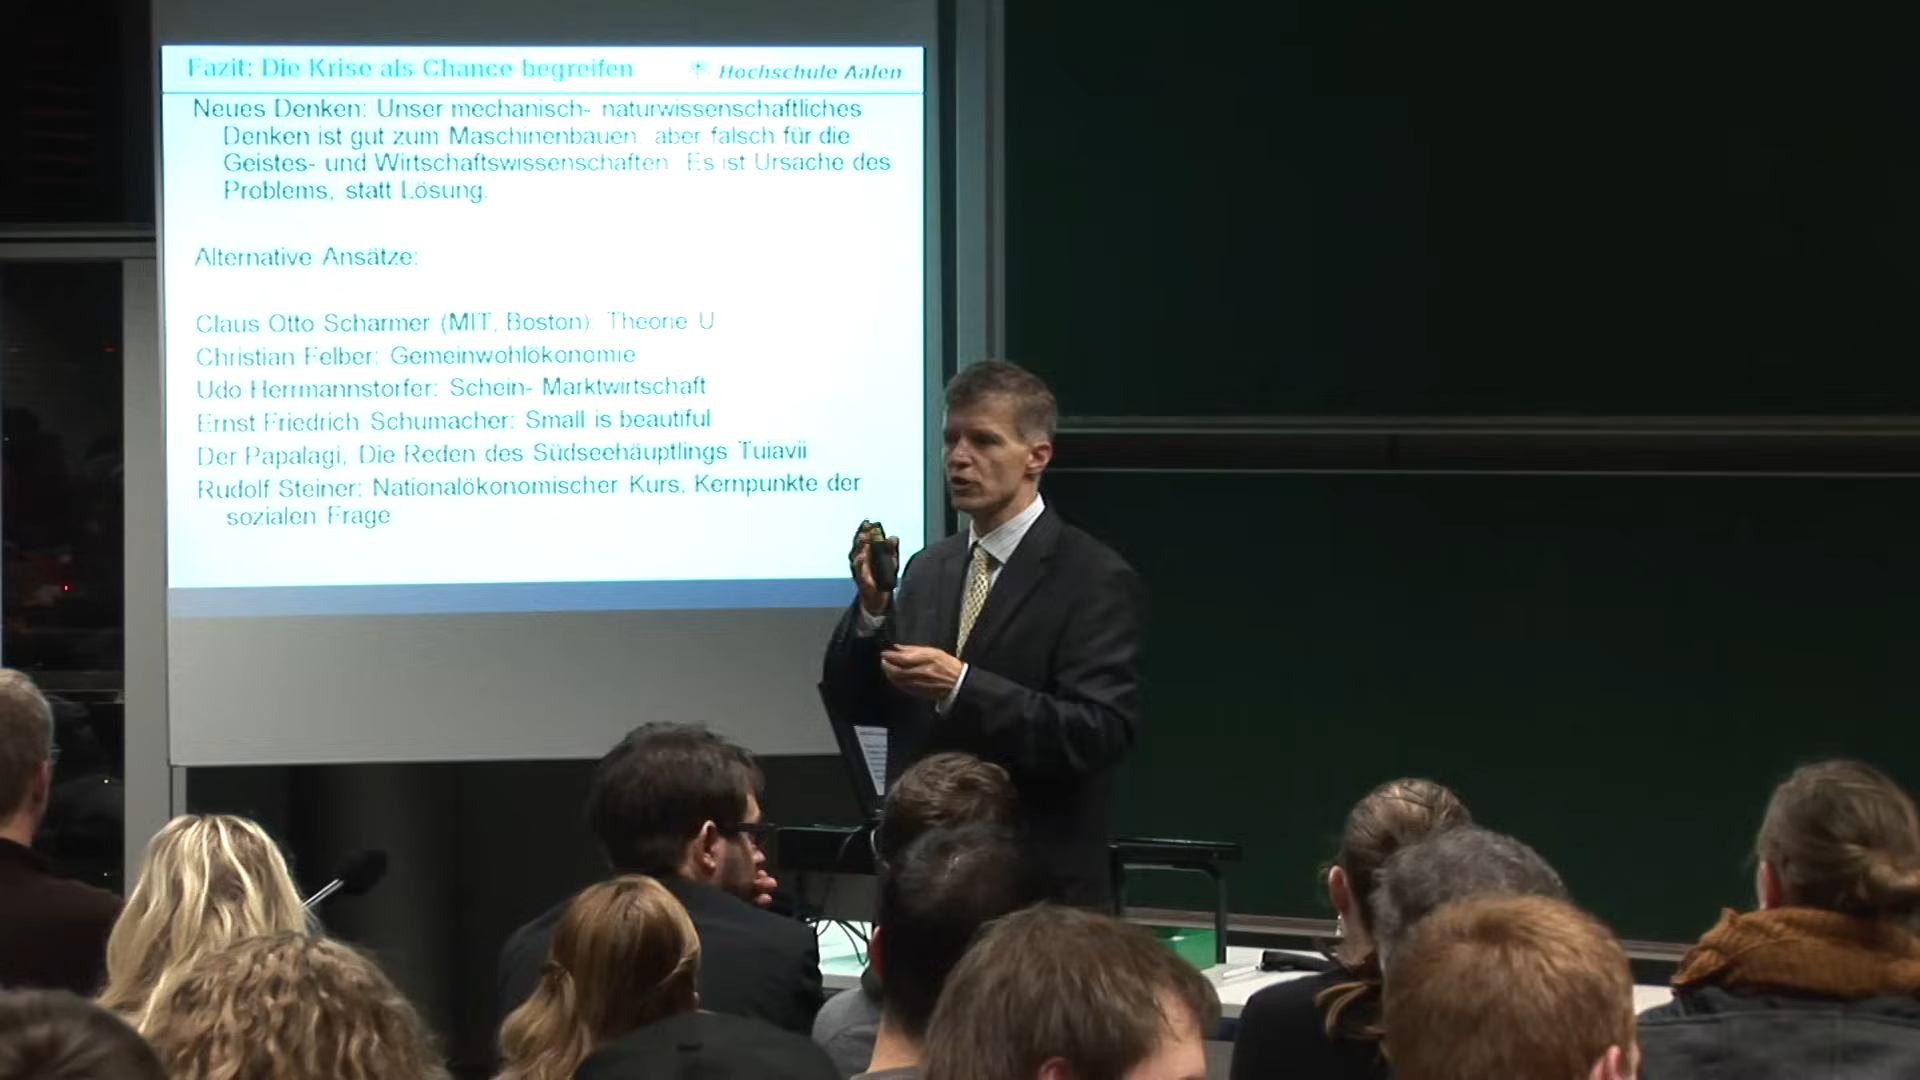 Fazit: Die Krise als Chance begreifen
Hochschule Aalen
Neues Denken: Unser mechanisch- naturwissenschaftliches
Denken ist gut zum Maschinenbauen, aber falsch für die
Geistes- und Wirtschaftswissenschaften. Es ist Ursache des
Problems, statt Lösung.
Alternative Ansätze:
Claus Otto Scharmer (MIT, Boston): Theorie U
Christian Felber: Gemeinwohlökonomie
Udo Herrmannstorfer: Schein- Marktwirtschaft
Ernst Friedrich Schumacher: Small is beautiful
Der Papalagi, Die Reden des Südseehäuptlings Tuiavii
Rudolf Steiner: Nationalökonomischer Kurs, Kernpunkte der
sozialen Frage